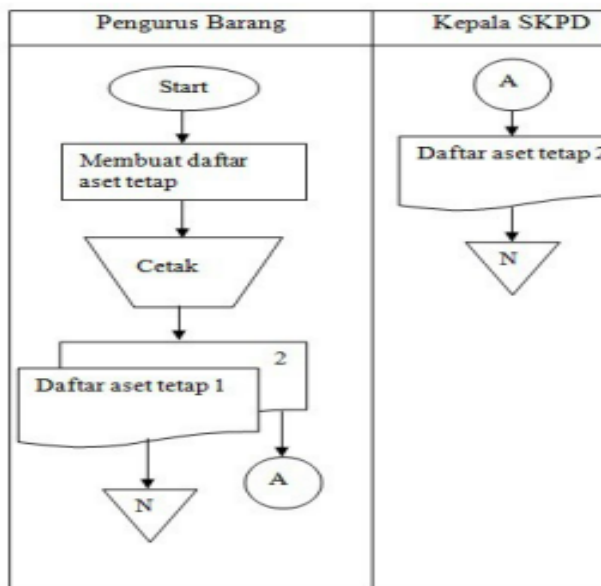 Pengurus Barang
Kepala SKPD
Start
Membuat daftar
aset tetap
Cetak
2
Daftar aset tetap 1
N
A
A
Daftar aset tetap 2
N